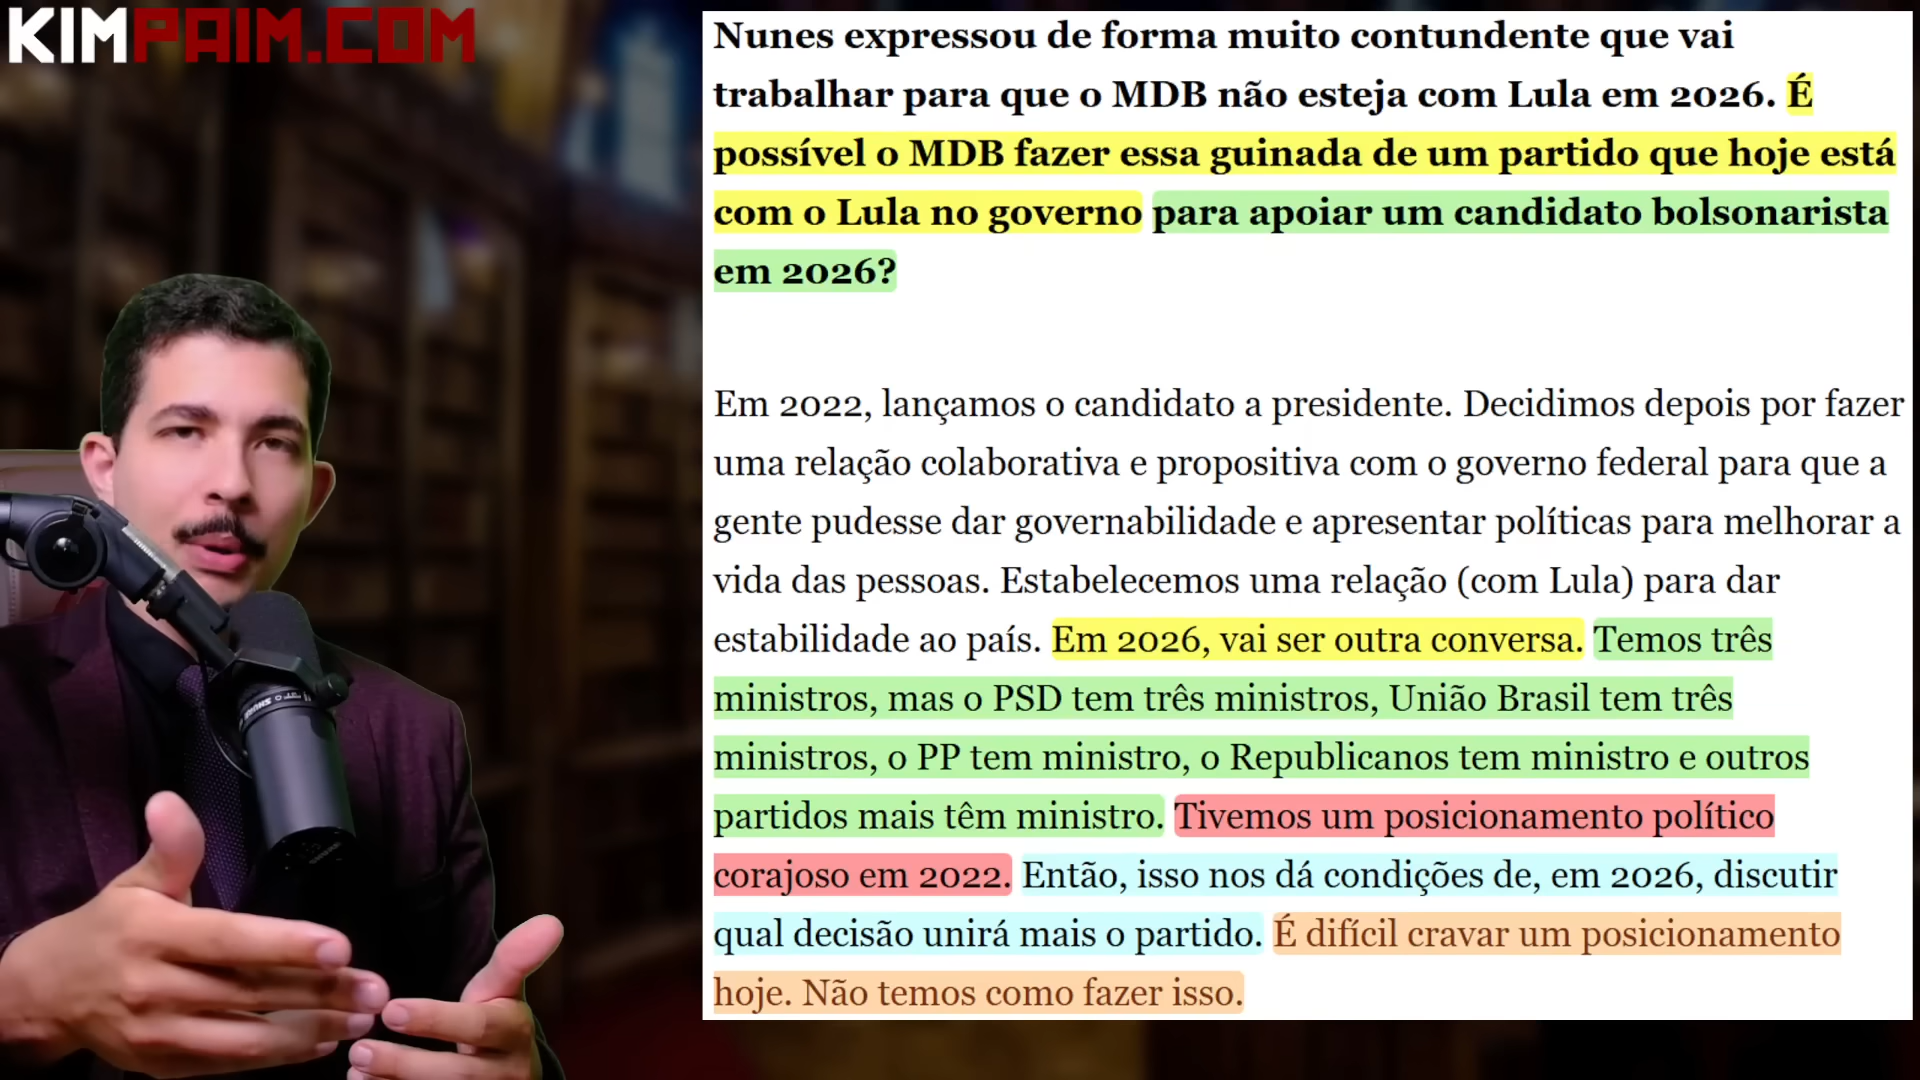 KIMPAIM.COM
Nunes expressou de forma muito contundente que vai
trabalhar para que o MDB não esteja com Lula em 2026. É
possível o MDB fazer essa guinada de um partido que hoje está
com o Lula no governo para apoiar um candidato bolsonarista
em 2026?
Em 2022, lançamos o candidato a presidente. Decidimos depois por fazer
uma relação colaborativa e propositiva com o governo federal para que a
gente pudesse dar governabilidade e apresentar políticas para melhorar a
vida das pessoas. Estabelecemos uma relação (com Lula) para dar
estabilidade ao país. Em 2026, vai ser outra conversa. Temos três
ministros, mas o PSD tem três ministros, União Brasil tem três
ministros, o PP tem ministro, o Republicanos tem ministro e outros
partidos mais têm ministro. Tivemos um posicionamento político
corajoso em 2022. Então, isso nos dá condições de, em 2026, discutir
qual decisão unirá mais o partido. É difícil cravar um posicionamento
hoje. Não temos como fazer isso.